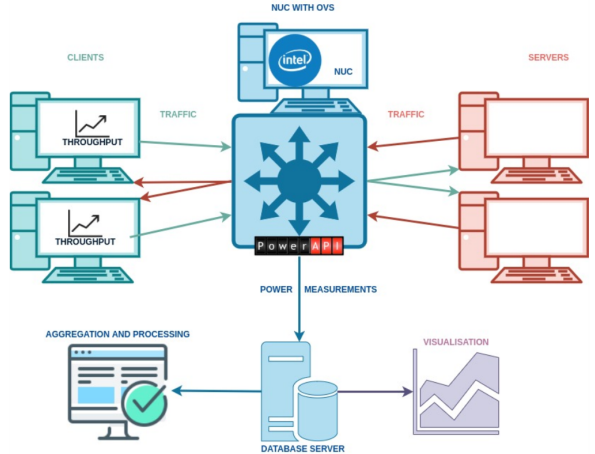 NUC WITH OVS
CLIENTS
SERVERS
intel
NUC
TRAFFIC
TRAFFIC
THROUGHPUT
THROUGHPUT
PowerAPI
POWER MEASUREMENTS
AGGREGATION AND PROCESSING
VISUALISATION
DATABASE SERVER